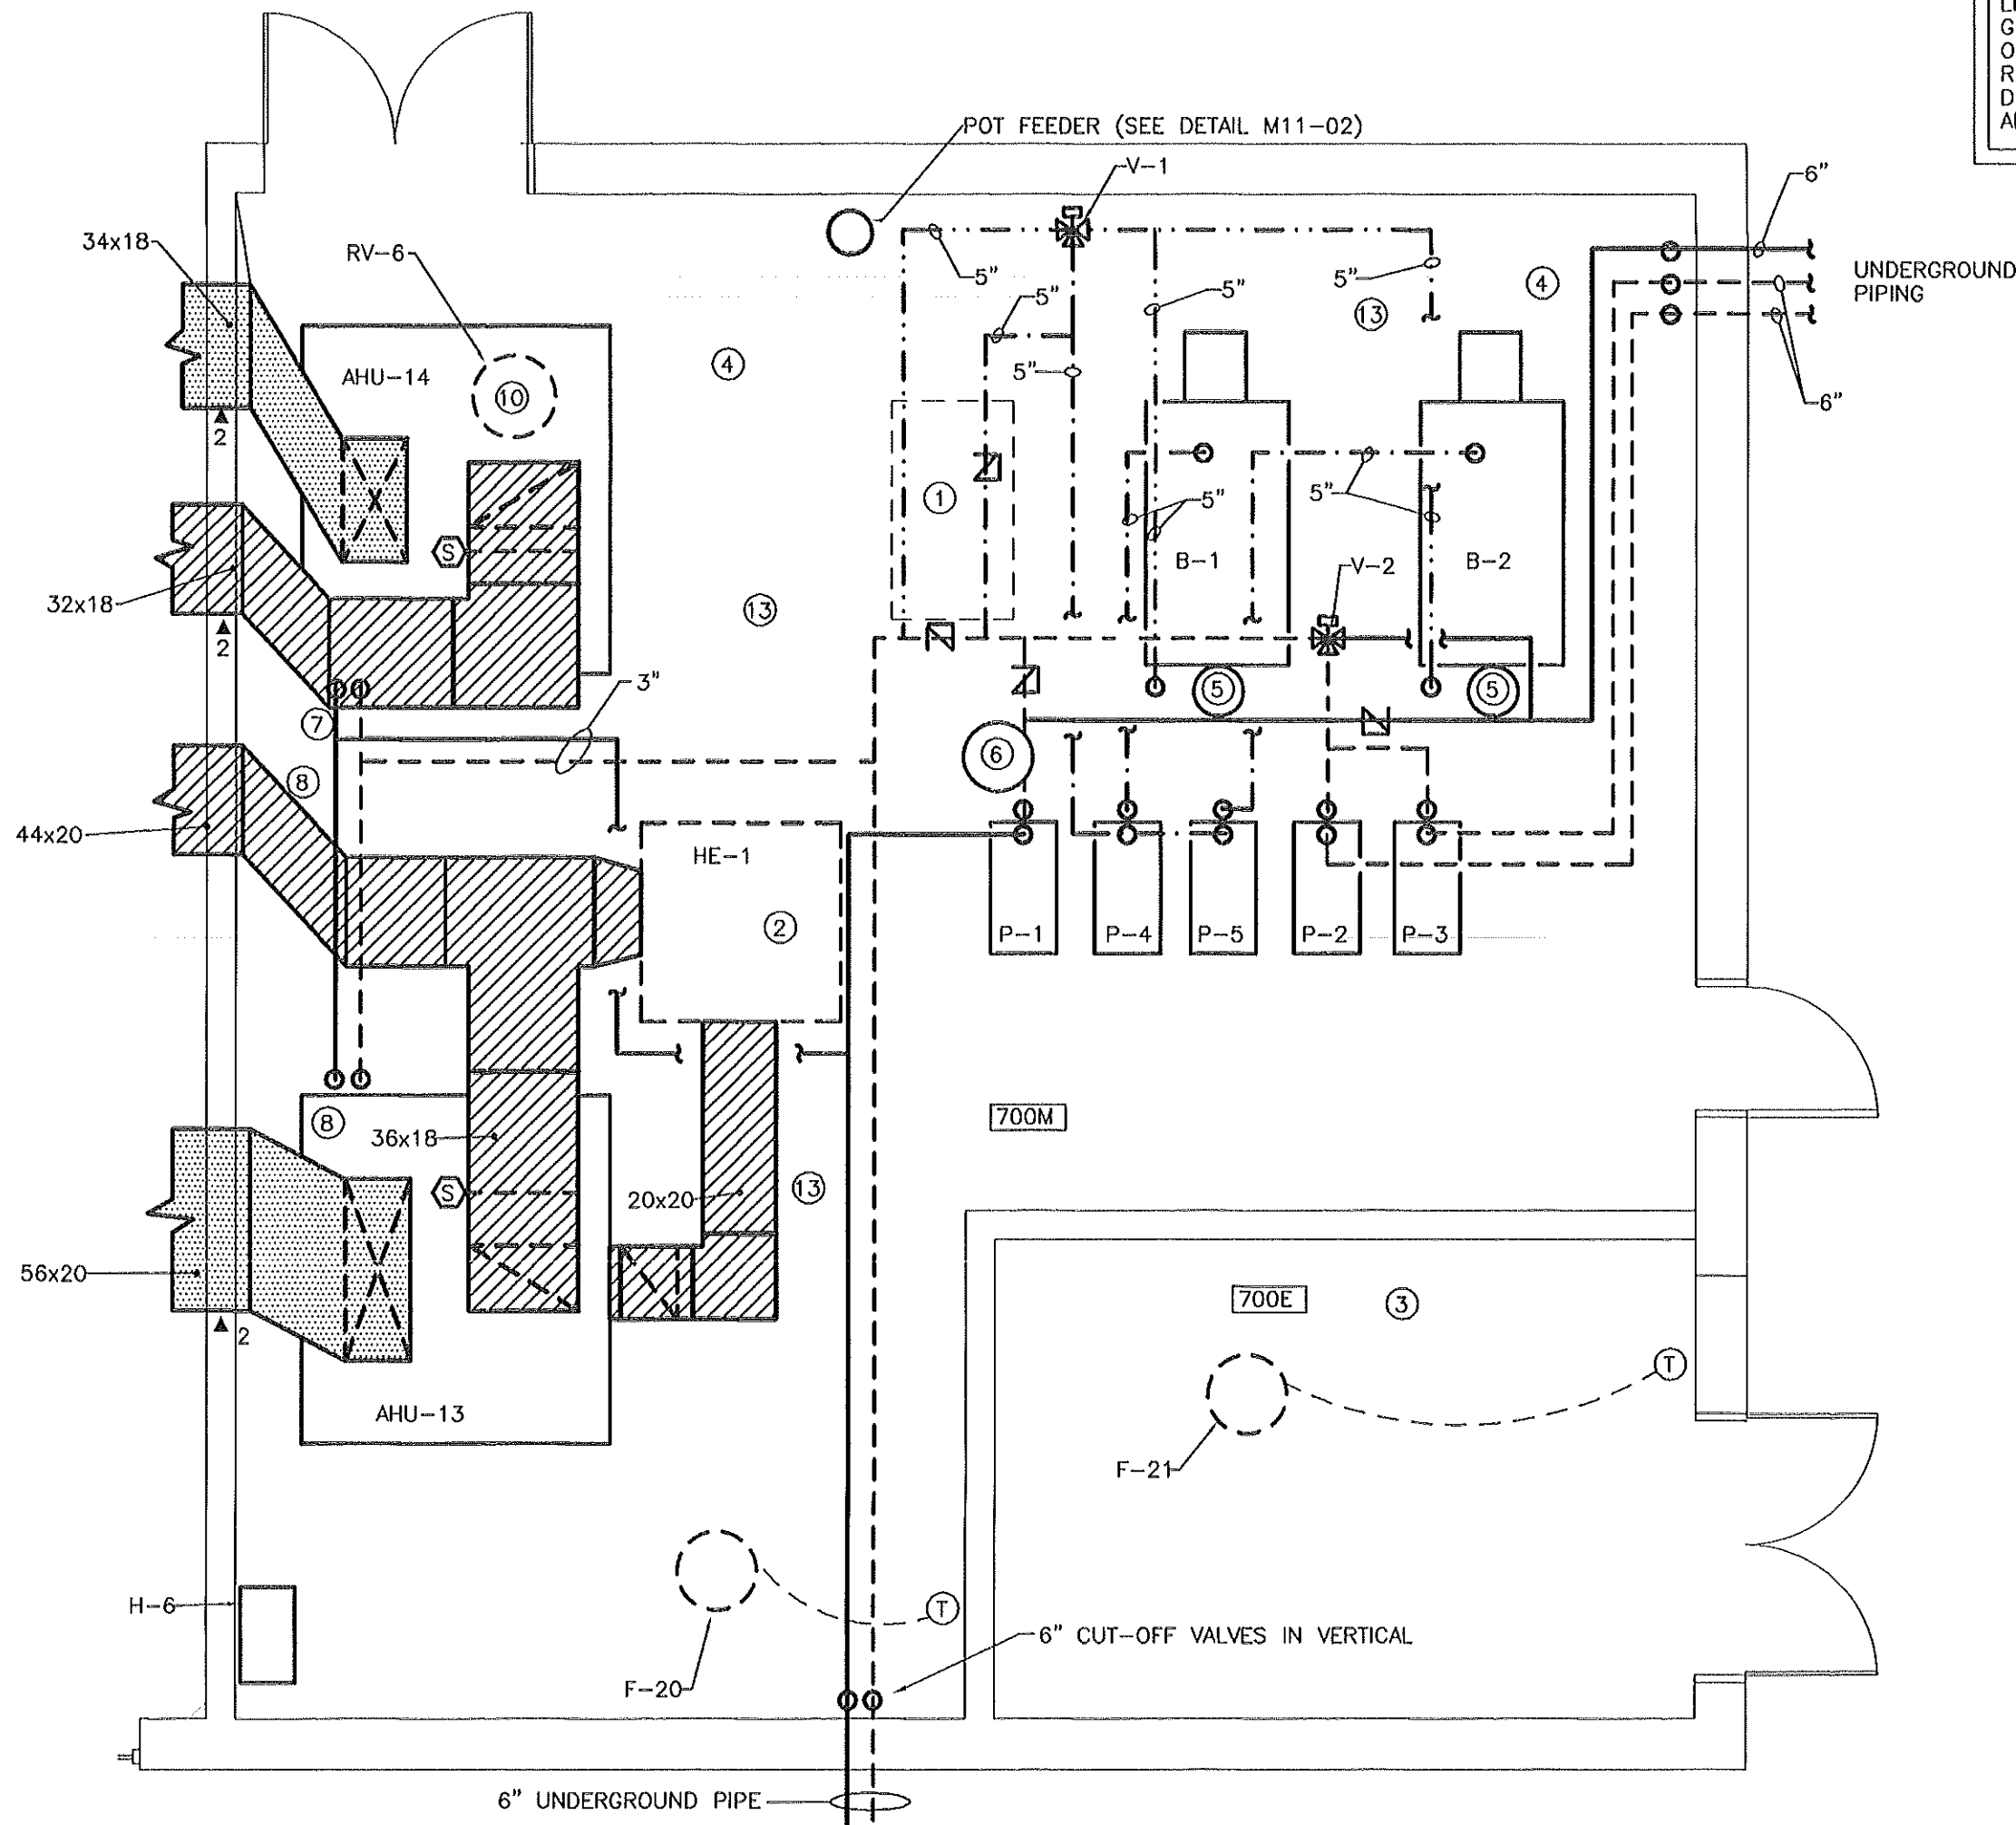 POT FEEDER (SEE DETAIL M11-02)
V-1
6"
34x18
RV-6
5"
5"
5"
5"
4
UNDERGROUND
PIPING
13
4
AHU-14
5"
10
2
6"
1
5"
5"
S
B-1
V-2
B-2
32x18
13
2
3"
5
5
7
6
8
44x20
HE-1
2
P-1
P-4
P-5
P-2
P-3
8
700M
36x18
S
20x20
13
56x20
700E
3
2
T
AHU-13
F-21
H-6
T
6" CUT-OFF VALVES IN VERTICAL
F-20
6" UNDERGROUND PIPE